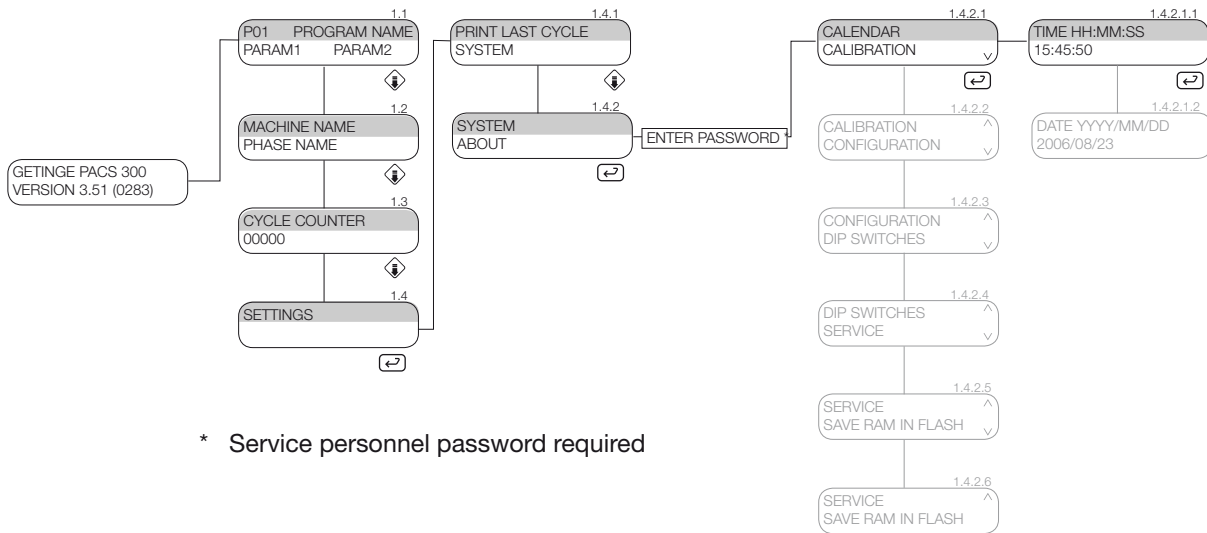 GETINGE PACS 300
VERSION 3.51 (0283)
1.1
P01 PROGRAM NAME
PARAM1 PARAM2
1.2
MACHINE NAME
PHASE NAME
1.3
CYCLE COUNTER
00000
1.4
SETTINGS
1.4.1
PRINT LAST CYCLE
SYSTEM
1.4.2
SYSTEM
ABOUT
ENTER PASSWORD *
1.4.2.1
CALENDAR
CALIBRATION
1.4.2.2
CALIBRATION
CONFIGURATION
1.4.2.3
CONFIGURATION
DIP SWITCHES
1.4.2.4
DIP SWITCHES
SERVICE
1.4.2.5
SERVICE
SAVE RAM IN FLASH
1.4.2.6
SERVICE
SAVE RAM IN FLASH
1.4.2.1.1
TIME HH:MM:SS
15:45:50
1.4.2.1.2
DATE YYYY/MM/DD
2006/08/23
* Service personnel password required